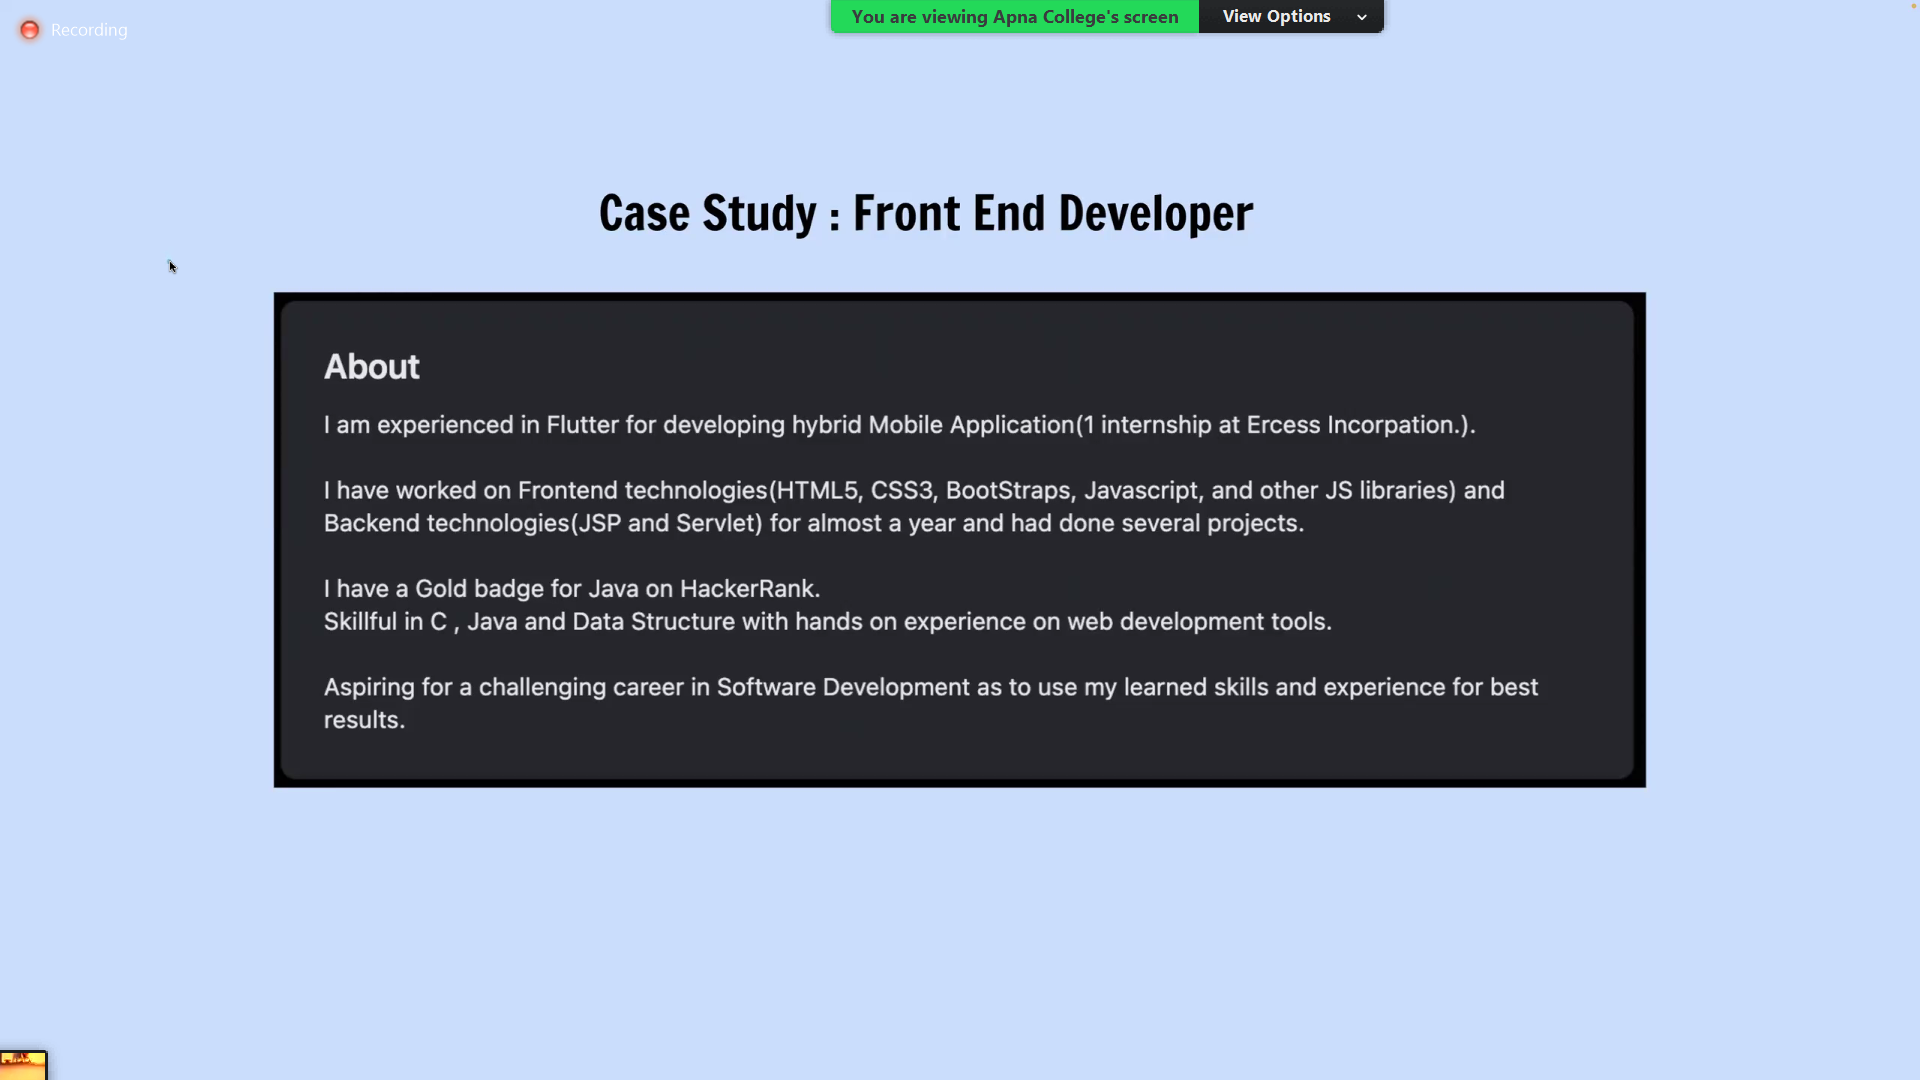 Recording
You are viewing Apna College's screen
View Options
Case Study : Front End Developer
About
I am experienced in Flutter for developing hybrid Mobile Application(1 internship at Ercess Incorpation.).
I have worked on Frontend technologies(HTML5, CSS3, BootStraps, Javascript, and other JS libraries) and
Backend technologies(JSP and Servlet) for almost a year and had done several projects.
I have a Gold badge for Java on HackerRank.
Skillful in C , Java and Data Structure with hands on experience on web development tools.
Aspiring for a challenging career in Software Development as to use my learned skills and experience for best
results.